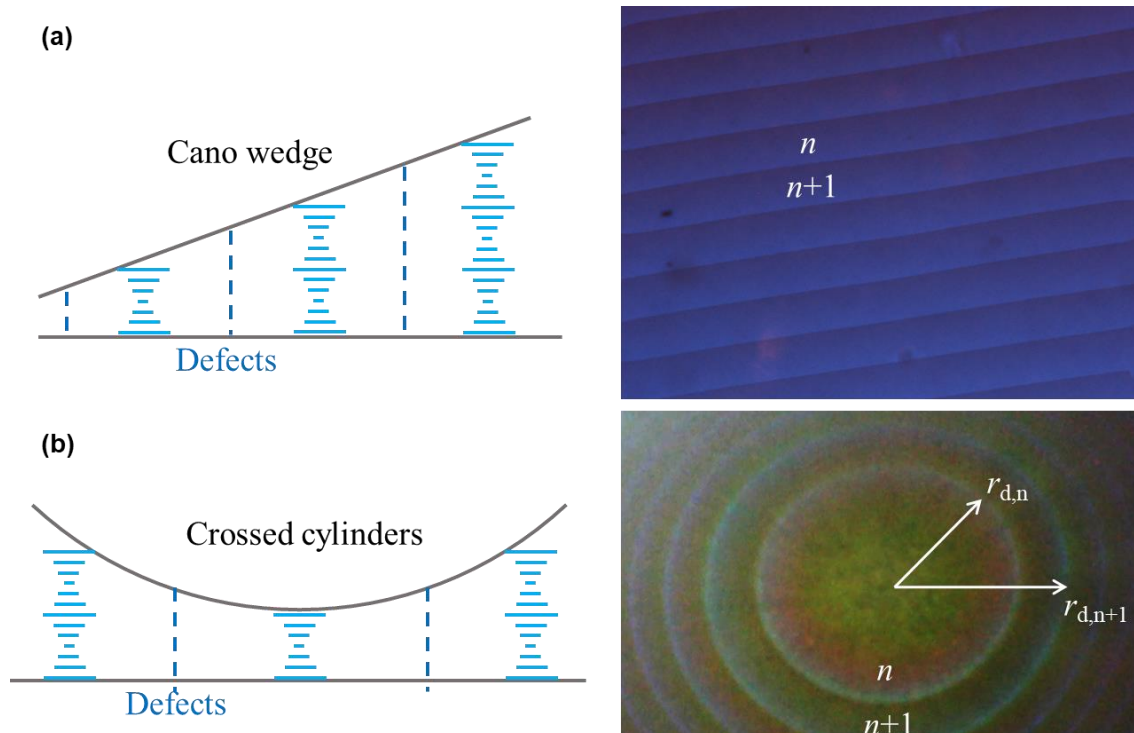 (a)
Cano wedge
Defects
n
n+1
(b)
Crossed cylinders
Defects
r_d,n
r_d,n+1
n
n+1